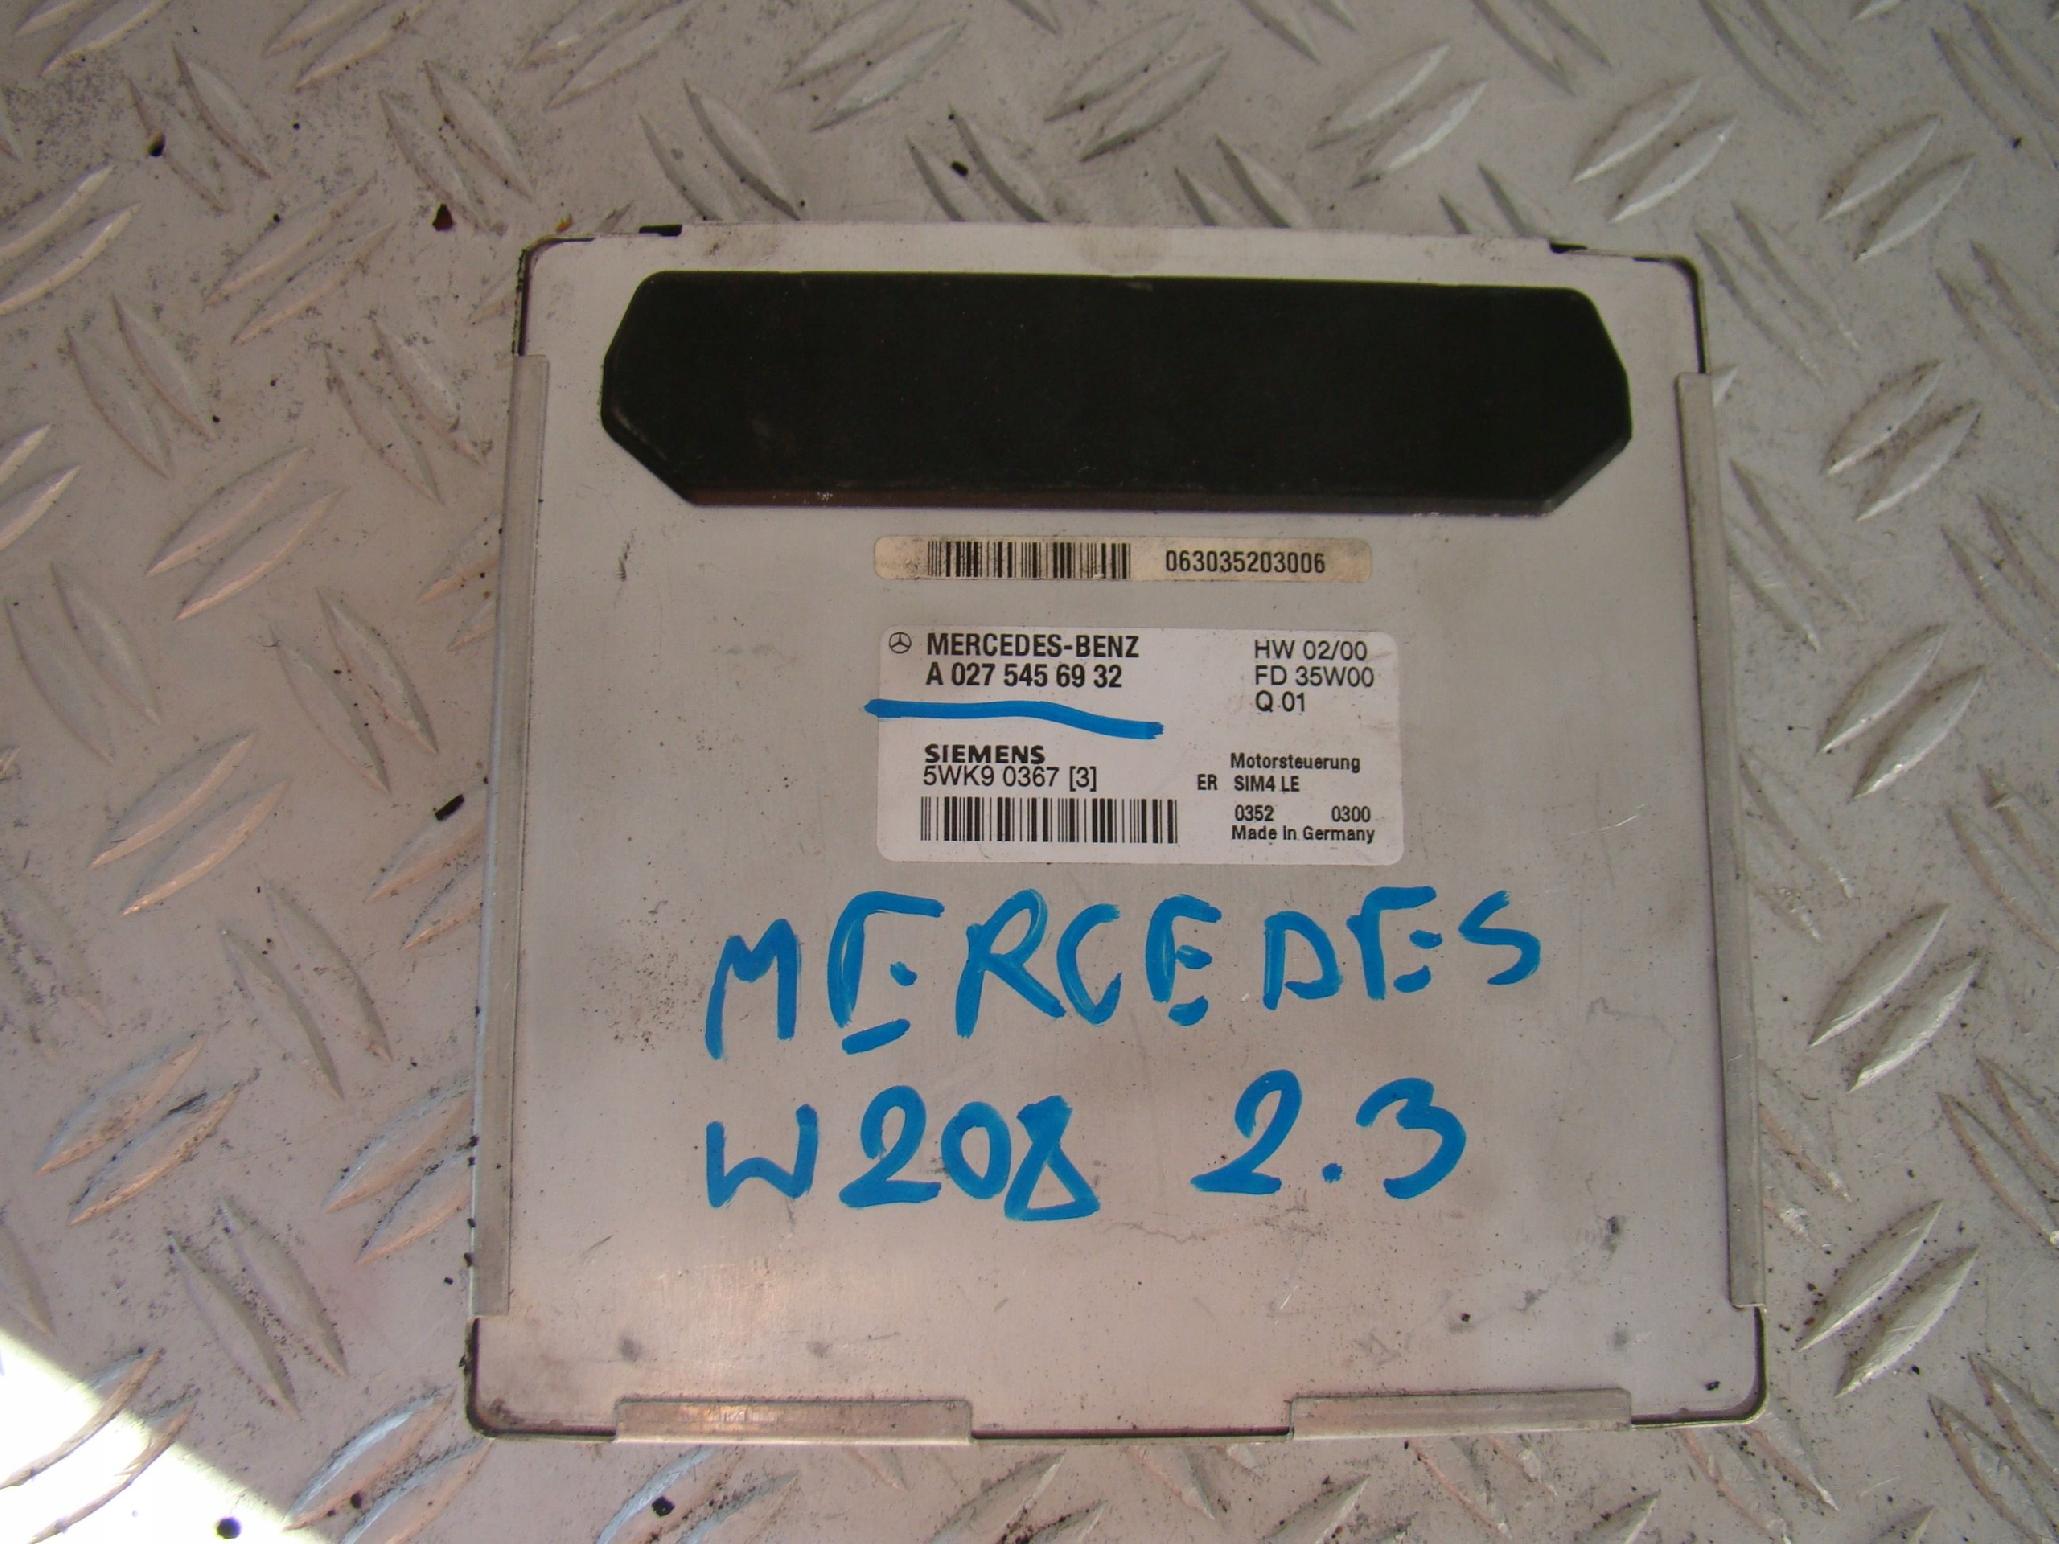 063035203006
MERCEDES-BENZ HW 02/00
A 027 545 69 32 FD 35W00
Q 01
SIEMENS Motorsteuerung
5WK9 0367 [3] ER SIM4 LE
0352 0300
Made in Germany
MERCEDES
W208 2.3